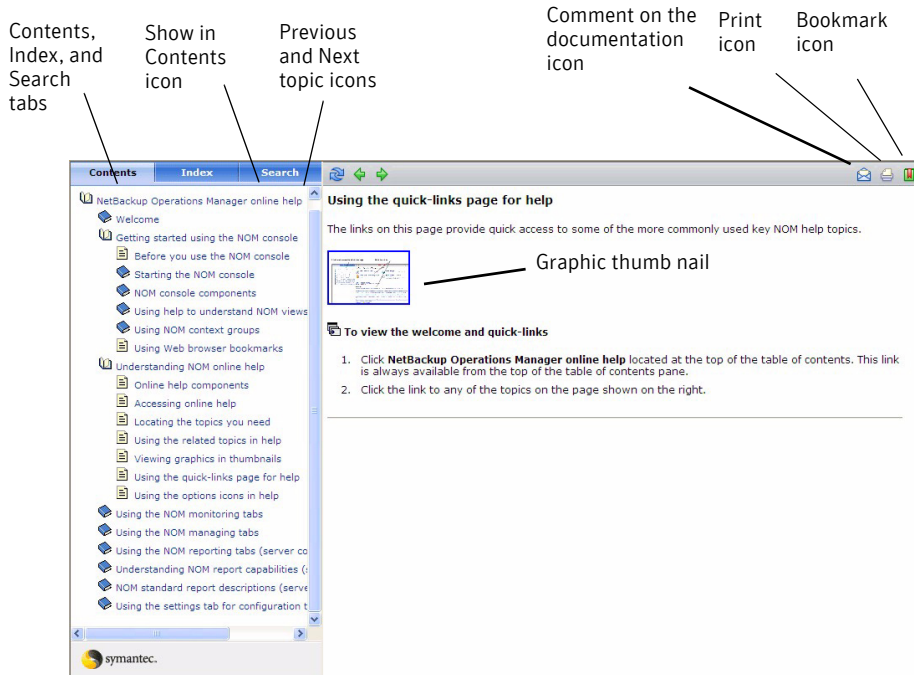 Contents,
Index, and
Search
tabs
Show in
Contents
icon
Previous
and Next
topic icons
Comment on the
documentation
icon
Print
icon
Bookmark
icon
Contents
Index
Search
NetBackup Operations Manager online help
Welcome
Getting started using the NOM console
Before you use the NOM console
Starting the NOM console
NOM console components
Using help to understand NOM views
Using NOM context groups
Using Web browser bookmarks
Understanding NOM online help
Online help components
Accessing online help
Locating the topics you need
Using the related topics in help
Viewing graphics in thumbnails
Using the quick-links page for help
Using the options icons in help
Using the NOM monitoring tabs
Using the NOM managing tabs
Using the NOM reporting tabs (server co
Understanding NOM report capabilities (
NOM standard report descriptions (serve
Using the settings tab for configuration t
symantec.
Using the quick-links page for help
The links on this page provide quick access to some of the more commonly used key NOM help topics.
Graphic thumb nail
To view the welcome and quick-links
1. Click NetBackup Operations Manager online help located at the top of the table of contents. This link
is always available from the top of the table of contents pane.
2. Click the link to any of the topics on the page shown on the right.